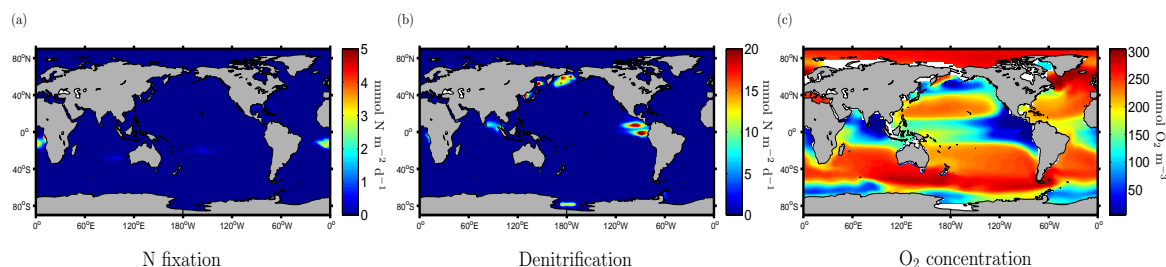 (a)
(b)
(c)
80°N
40°N
0°
40°S
80°S
0°
60°E
120°E
180°W
120°W
60°W
0°
5
4
3
2
1
0
mmol N m⁻² d⁻¹
80°N
40°N
0°
40°S
80°S
0°
60°E
120°E
180°W
120°W
60°W
0°
20
15
10
5
0
mmol N m⁻² d⁻¹
80°N
40°N
0°
40°S
80°S
0°
60°E
120°E
180°W
120°W
60°W
0°
300
250
200
150
100
50
mmol O₂ m⁻³
N fixation
Denitrification
O₂ concentration